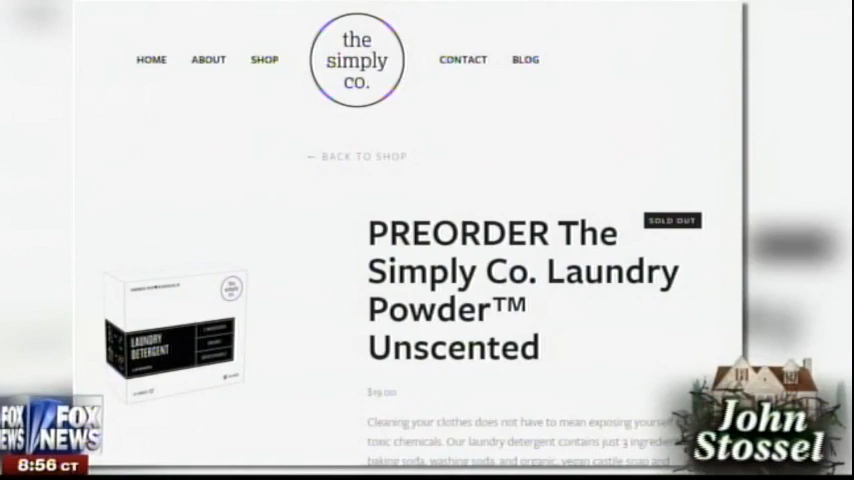 the
simply
co.
HOME ABOUT SHOP CONTACT BLOG
← BACK TO SHOP
SOLD OUT
PREORDER The
Simply Co. Laundry
Powder™
Unscented
LAUNDRY
DETERGENT
$19.00
Cleaning your clothes does not have to mean exposing yourself
toxic chemicals. Our laundry detergent contains just 3 ingredien
baking soda, washing soda, and organic, vegan castile soap and
FOX
NEWS
FOX
NEWS
8:56 CT
John
Stossel